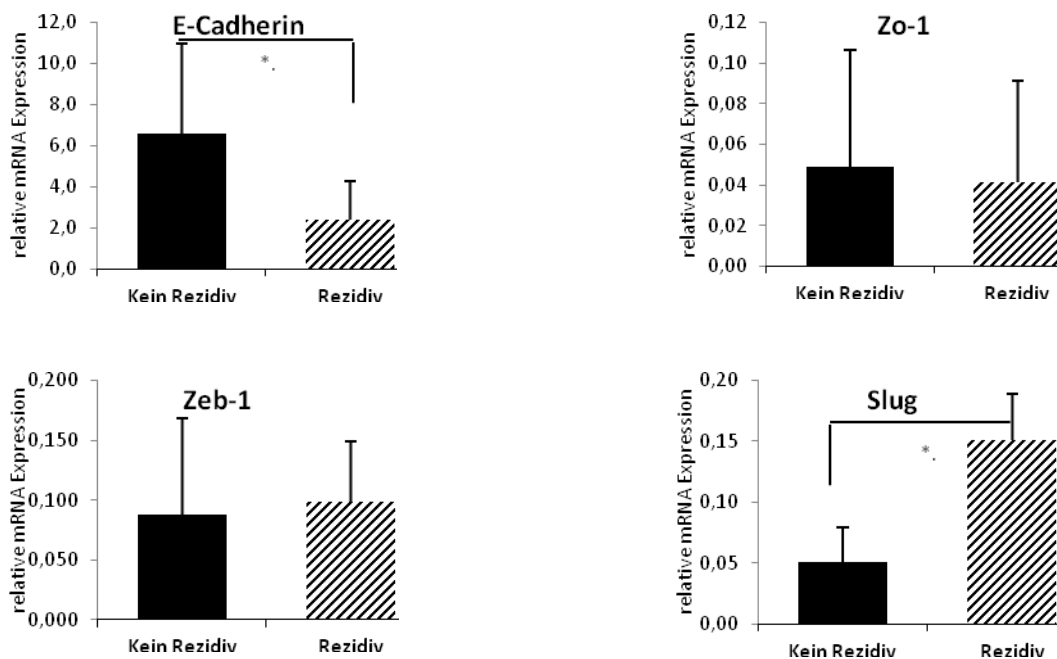 E-Cadherin
relative mRNA Expression
12,0
10,0
8,0
6,0
4,0
2,0
0,0
*.
Kein Rezidiv Rezidiv
Zo-1
relative mRNA Expression
0,12
0,10
0,08
0,06
0,04
0,02
0,00
Kein Rezidiv Rezidiv
Zeb-1
relative mRNA Expression
0,200
0,150
0,100
0,050
0,000
Kein Rezidiv Rezidiv
Slug
relative mRNA Expression
0,20
0,15
0,10
0,05
0,00
*.
Kein Rezidiv Rezidiv